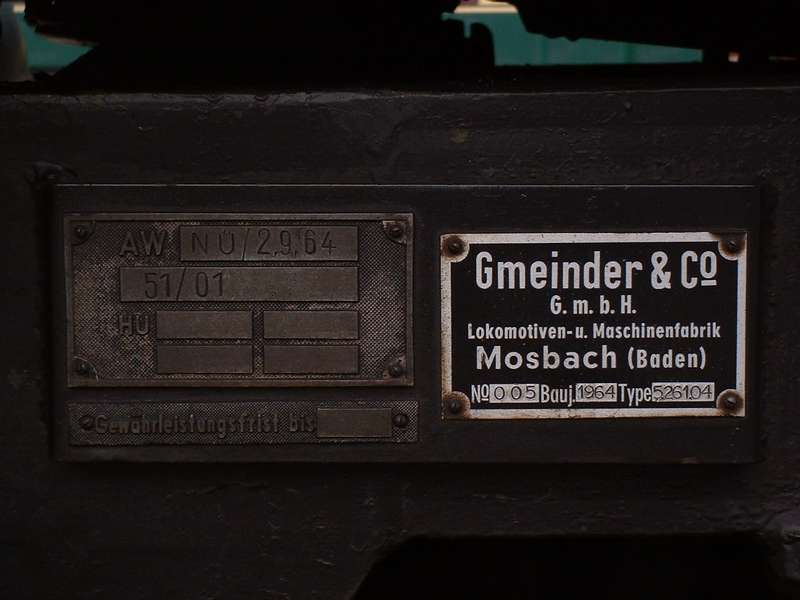 AW NÜ/2,9,64
51/01
HU
Gewährleistungsfrist bis
Gmeinder & Co
G. m. b. H.
Lokomotiven- u. Maschinenfabrik
Mosbach (Baden)
No 005 Bauj. 1964 Type 5261.04